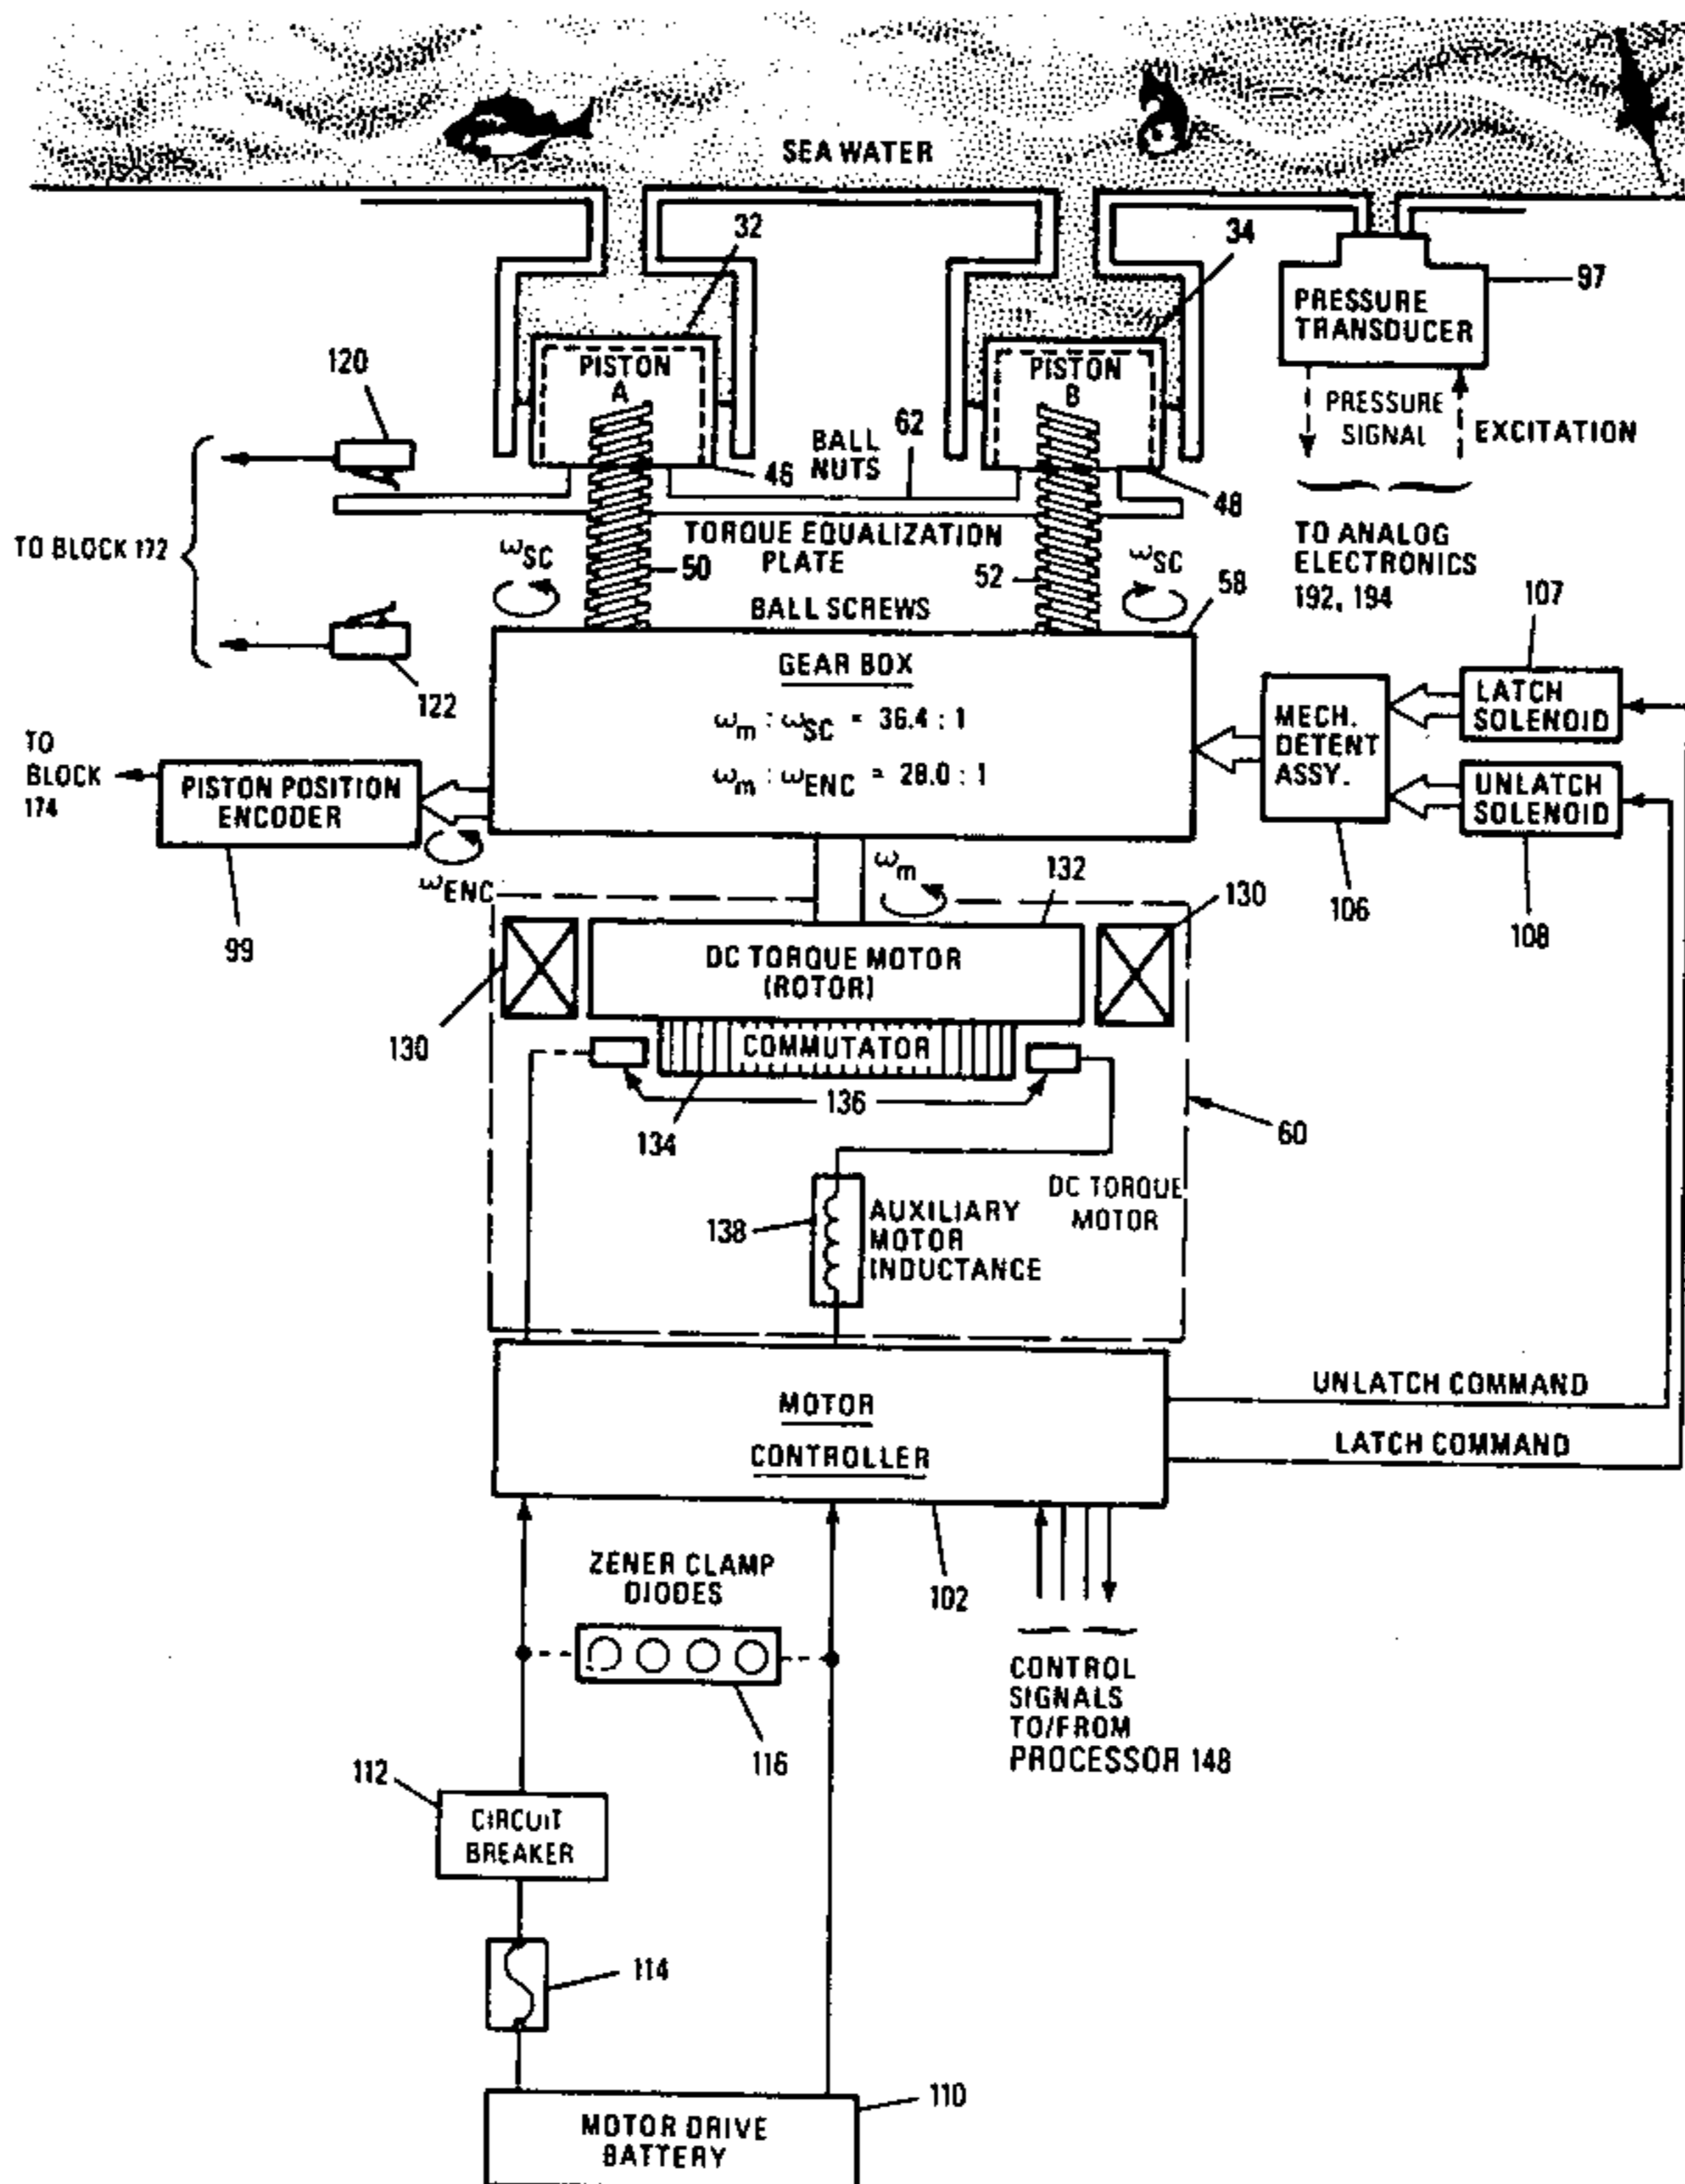 SEA WATER
32
34
97
PRESSURE
TRANSDUCER
PISTON
A
PISTON
B
120
PRESSURE
SIGNAL
EXCITATION
BALL
NUTS
62
46
48
TO BLOCK 172
TORQUE EQUALIZATION
PLATE
ωSC
50
52
ωSC
58
TO ANALOG
ELECTRONICS
192, 194
BALL SCREWS
107
122
GEAR BOX
ωm : ωSC = 36.4 : 1
ωm : ωENC = 28.0 : 1
MECH.
DETENT
ASSY.
LATCH
SOLENOID
UNLATCH
SOLENOID
TO
BLOCK
174
PISTON POSITION
ENCODER
ωENC
ωm
132
130
106
108
99
DC TORQUE MOTOR
(ROTOR)
130
COMMUTATOR
136
134
60
DC TORQUE
MOTOR
138
AUXILIARY
MOTOR
INDUCTANCE
UNLATCH COMMAND
MOTOR
CONTROLLER
LATCH COMMAND
ZENER CLAMP
DIODES
102
116
CONTROL
SIGNALS
TO/FROM
PROCESSOR 148
112
CIRCUIT
BREAKER
114
110
MOTOR DRIVE
BATTERY